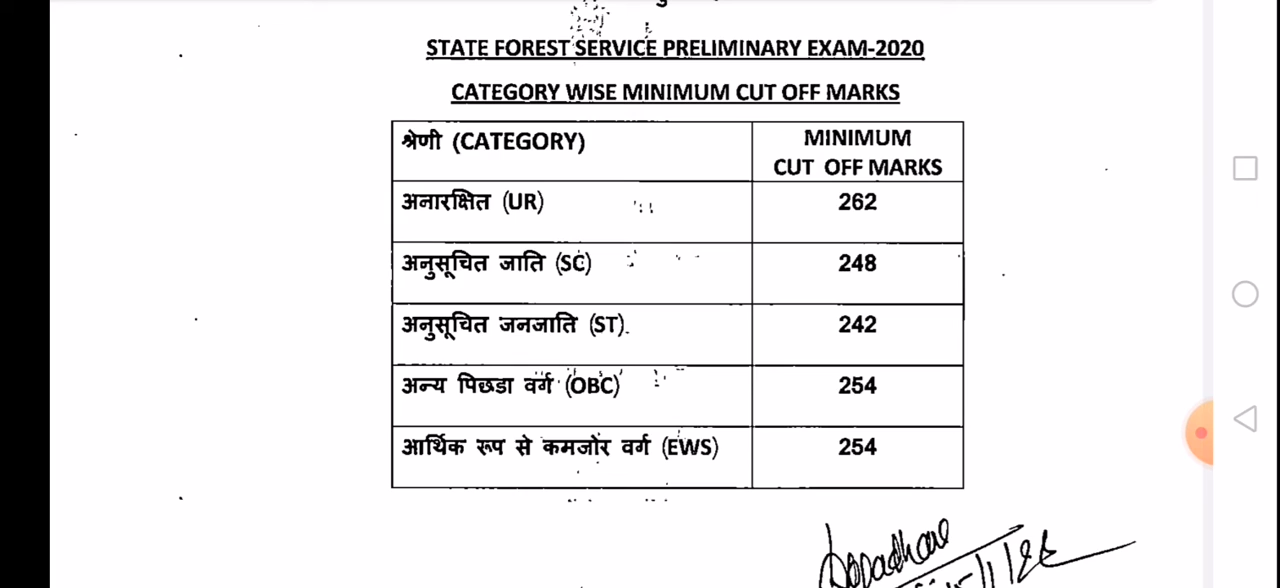 STATE FOREST SERVICE PRELIMINARY EXAM-2020
CATEGORY WISE MINIMUM CUT OFF MARKS
श्रेणी (CATEGORY) MINIMUM
CUT OFF MARKS
अनारक्षित (UR) 262
अनुसूचित जाति (SC) 248
अनुसूचित जनजाति (ST). 242
अन्य पिछडा वर्ग (OBC) 254
आर्थिक रूप से कमजोर वर्ग (EWS) 254